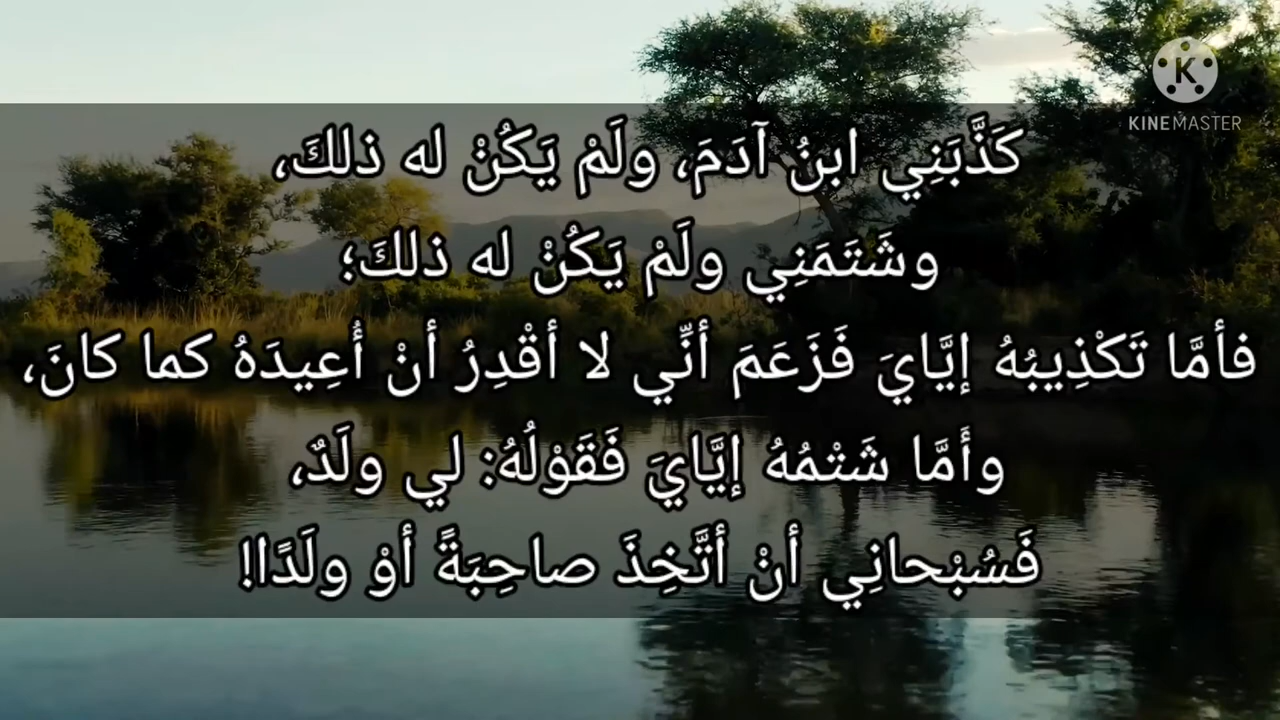 KINEMASTER
كَذَّبَنِي ابنُ آدَمَ، ولَمْ يَكُنْ له ذلكَ،
وشَتَمَنِي ولَمْ يَكُنْ له ذلكَ؛
فأمَّا تَكْذِيبُهُ إيَّايَ فَزَعَمَ أنِّي لا أقْدِرُ أنْ أُعِيدَهُ كما كانَ،
وأَمَّا شَتْمُهُ إيَّايَ فَقَوْلُهُ: لي ولَدٌ،
فَسُبْحانِي أنْ أتَّخِذَ صاحِبَةً أوْ ولَدًا!